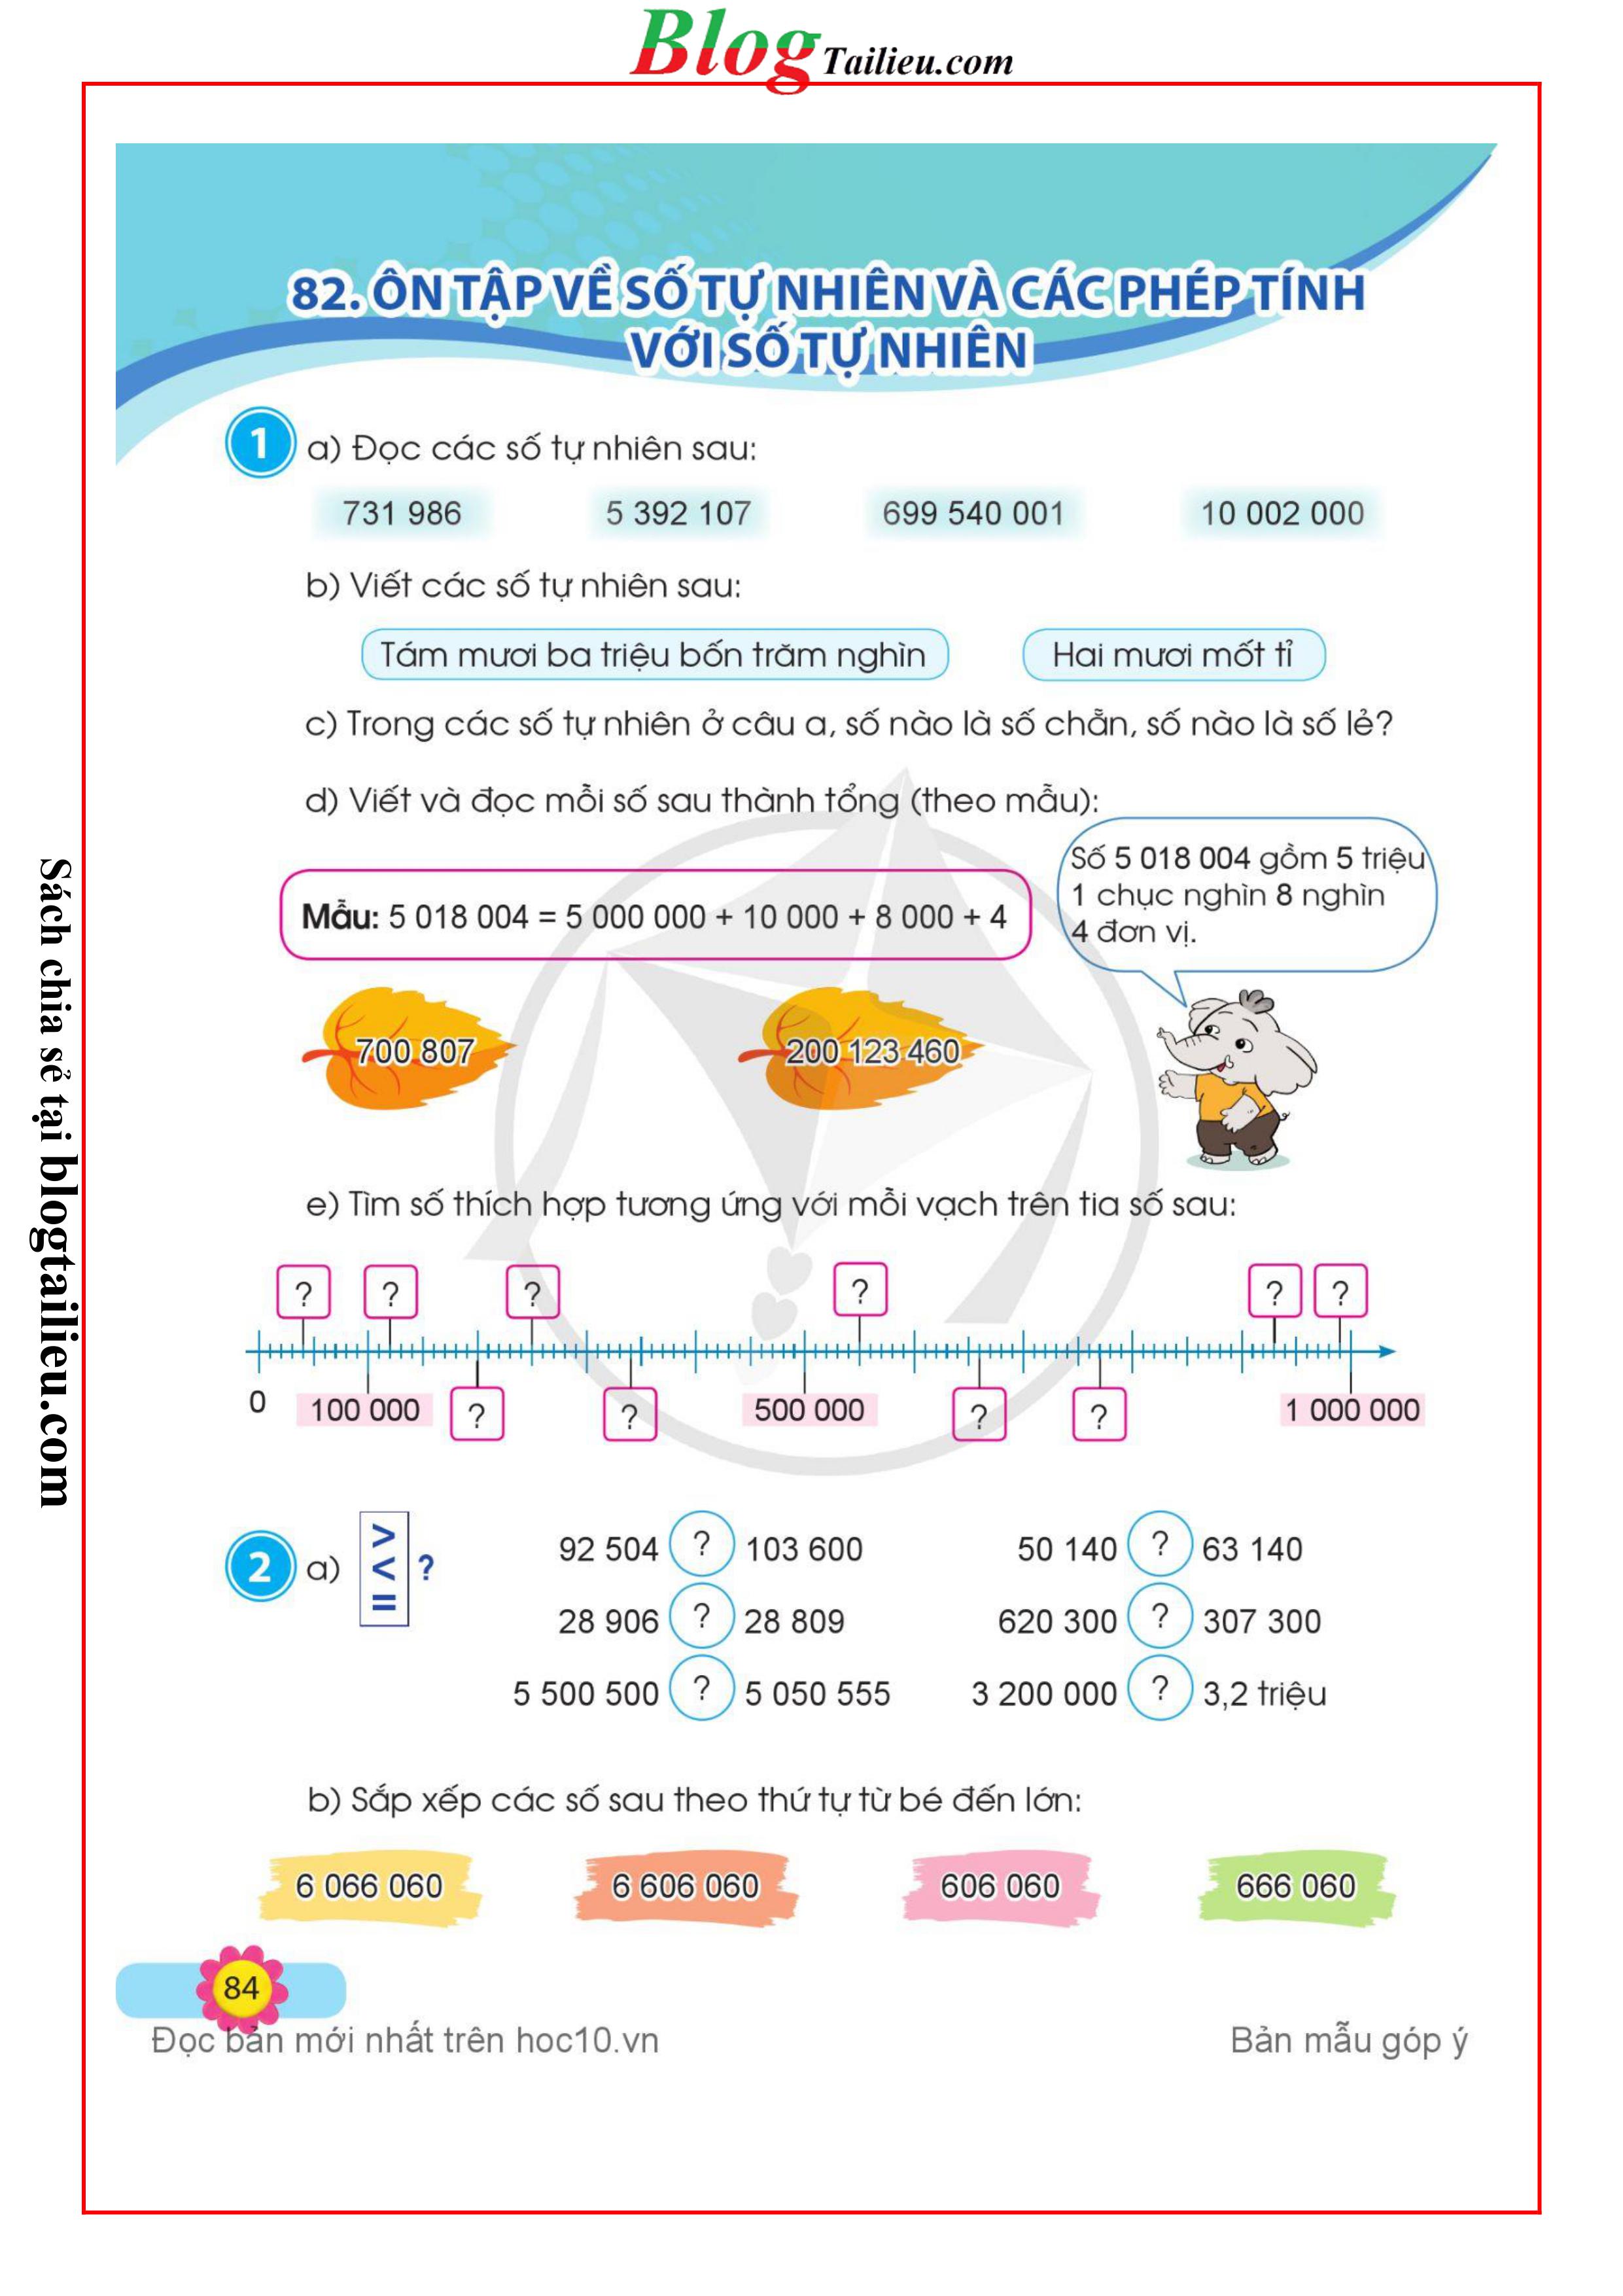 Blog Tailieu.com
82. ÔN TẬP VỀ SỐ TỰ NHIÊN VÀ CÁC PHÉP TÍNH
VỚI SỐ TỰ NHIÊN
1 a) Đọc các số tự nhiên sau:
731 986 5 392 107 699 540 001 10 002 000
b) Viết các số tự nhiên sau:
Tám mươi ba triệu bốn trăm nghìn Hai mươi mốt tỉ
c) Trong các số tự nhiên ở câu a, số nào là số chẵn, số nào là số lẻ?
d) Viết và đọc mỗi số sau thành tổng (theo mẫu):
Mẫu: 5 018 004 = 5 000 000 + 10 000 + 8 000 + 4
Số 5 018 004 gồm 5 triệu
1 chục nghìn 8 nghìn
4 đơn vị.
700 807 200 123 460
e) Tìm số thích hợp tương ứng với mỗi vạch trên tia số sau:
? ? ? ? ? ?
0 100 000 ? ? 500 000 ? ? 1 000 000
2 a) > < = ?
92 504 ? 103 600 50 140 ? 63 140
28 906 ? 28 809 620 300 ? 307 300
5 500 500 ? 5 050 555 3 200 000 ? 3,2 triệu
b) Sắp xếp các số sau theo thứ tự từ bé đến lớn:
6 066 060 6 606 060 606 060 666 060
84
Đọc bản mới nhất trên hoc10.vn Bản mẫu góp ý
Sách chia sẻ tại blogtailieu.com